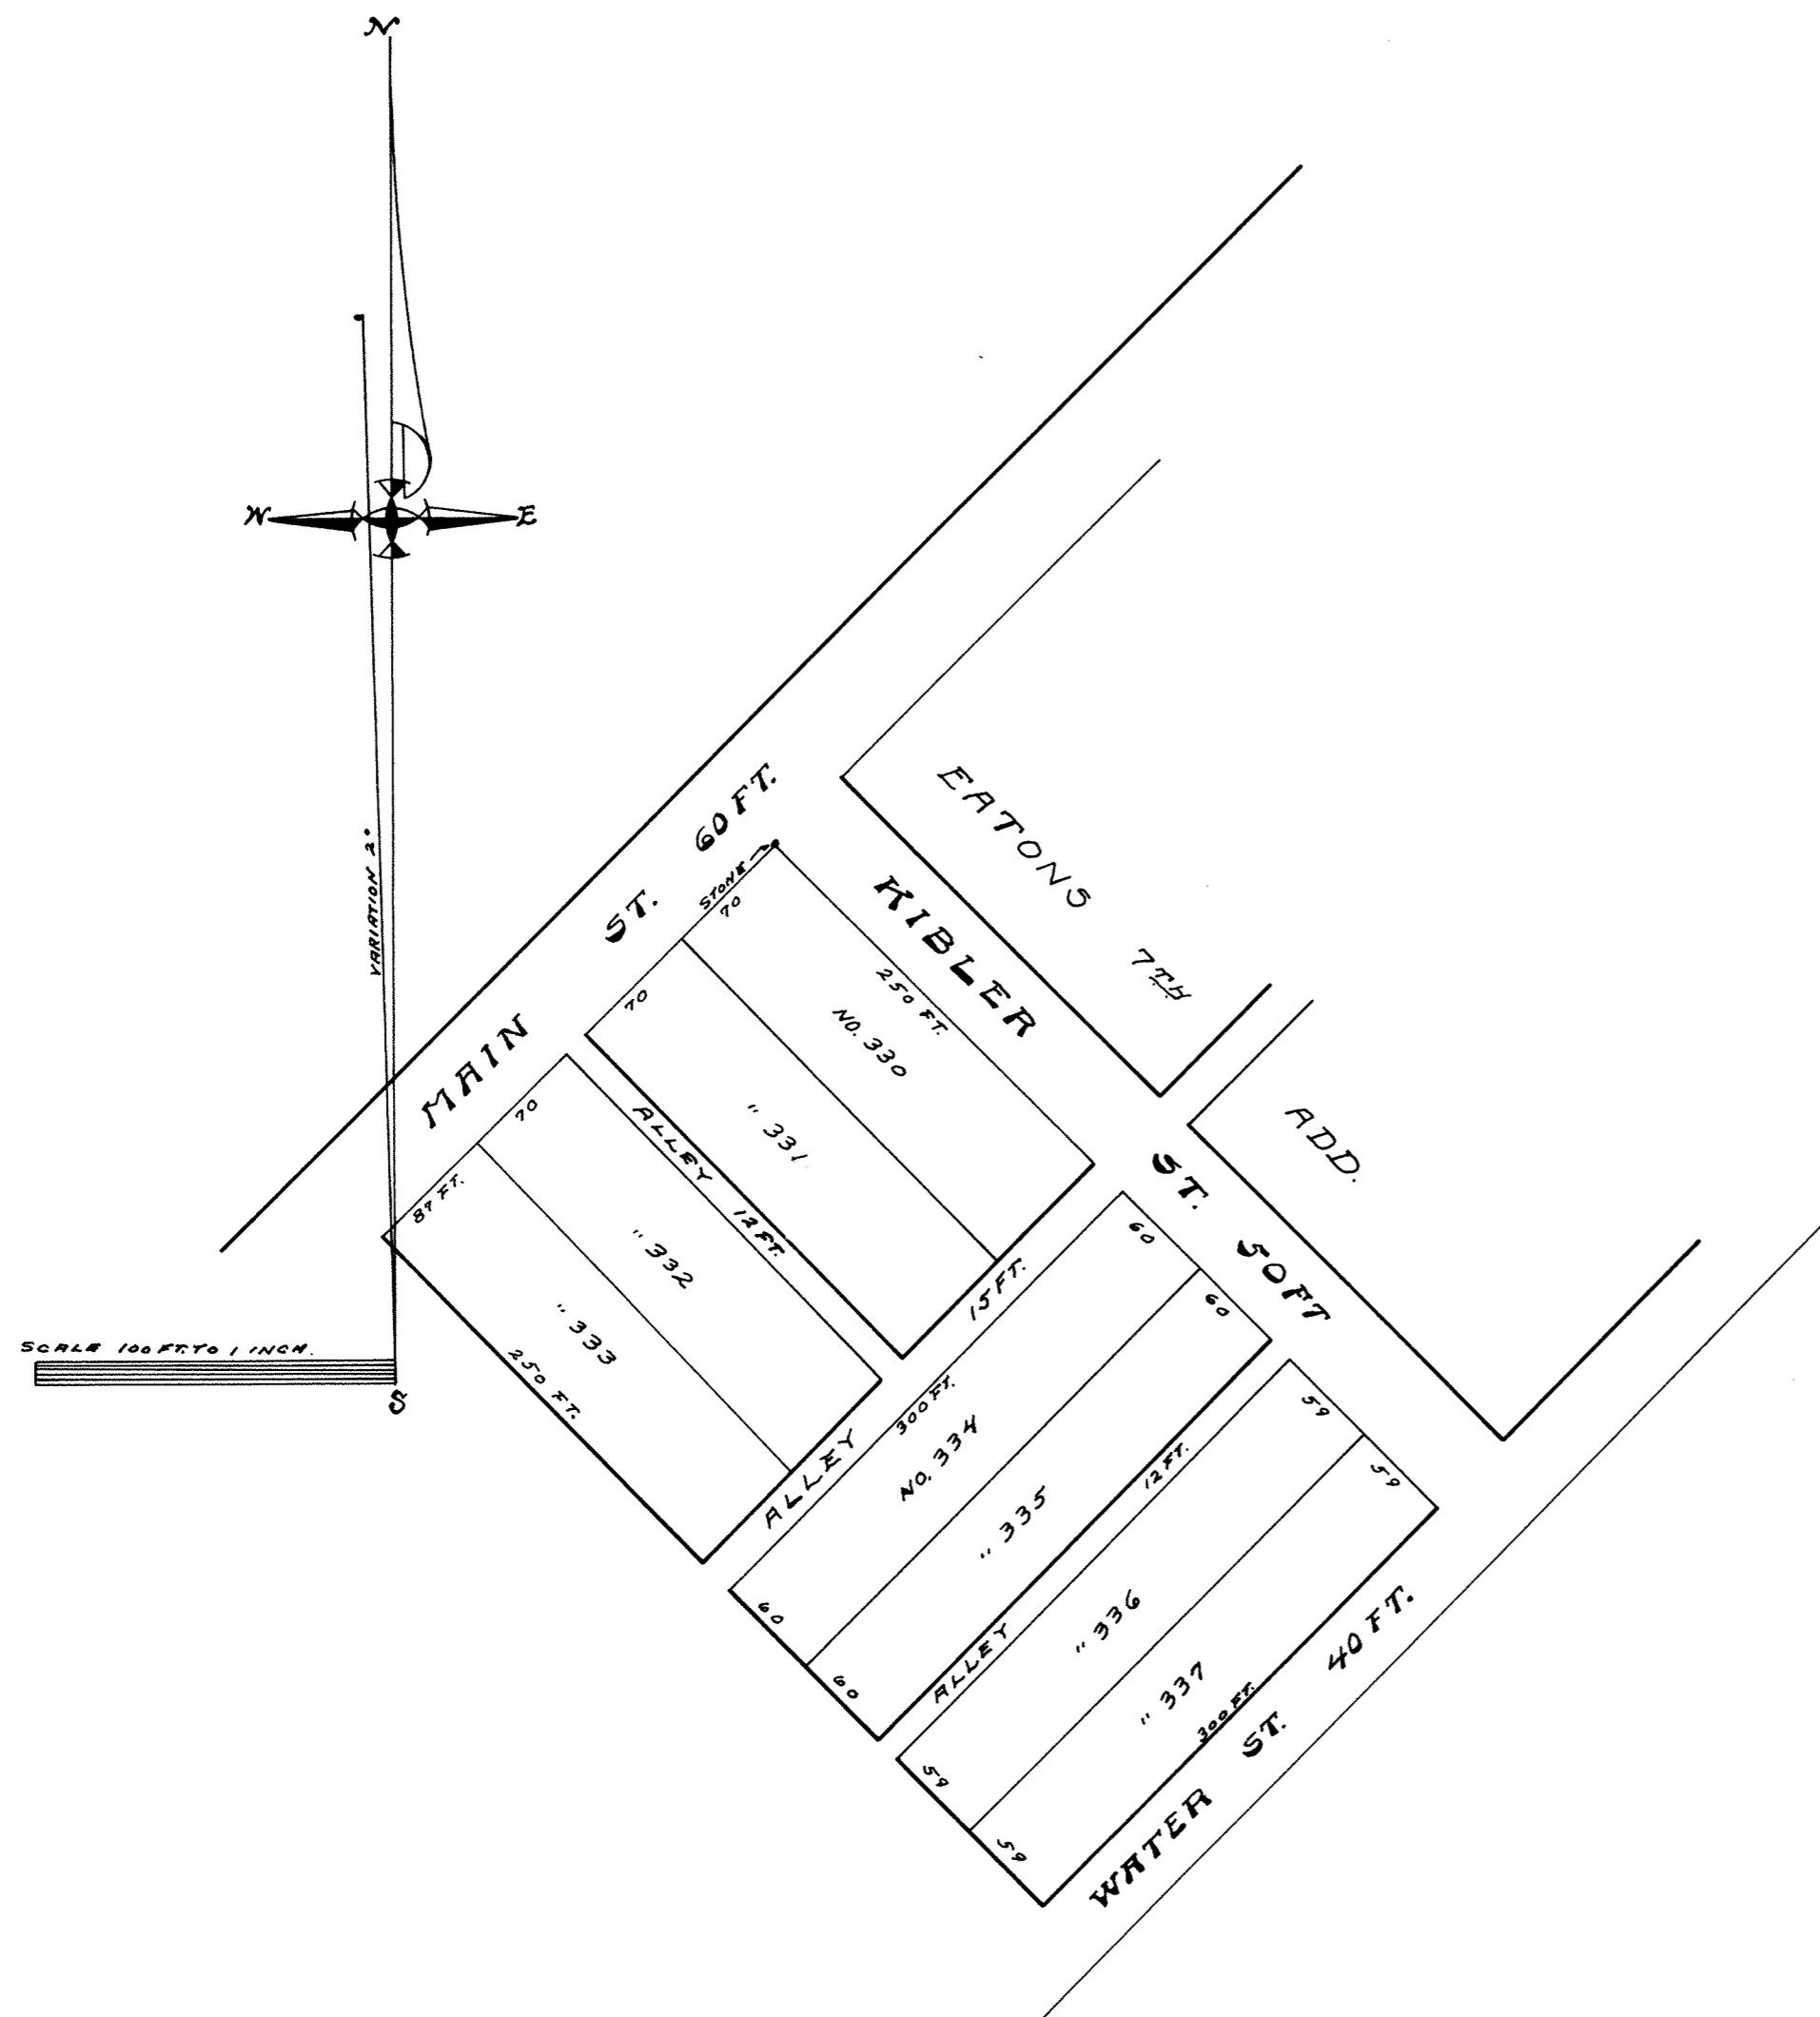 N
W
E
VARIATION 2°
SCALE 100 FT. TO 1 INCH.
S
MAIN ST. 60 FT.
STONE
70
70
70
87 FT.
KIBLER ST. 50 FT
EATONS 7TH ADD.
250 FT.
NO. 330
" 331
ALLEY 12 FT.
" 332
" 333
250 FT.
ALLEY 15 FT.
300 FT.
60
60
NO. 334
" 335
60
60
ALLEY 12 FT.
59
59
" 336
" 337
59
59
300 FT.
WATER ST. 40 FT.